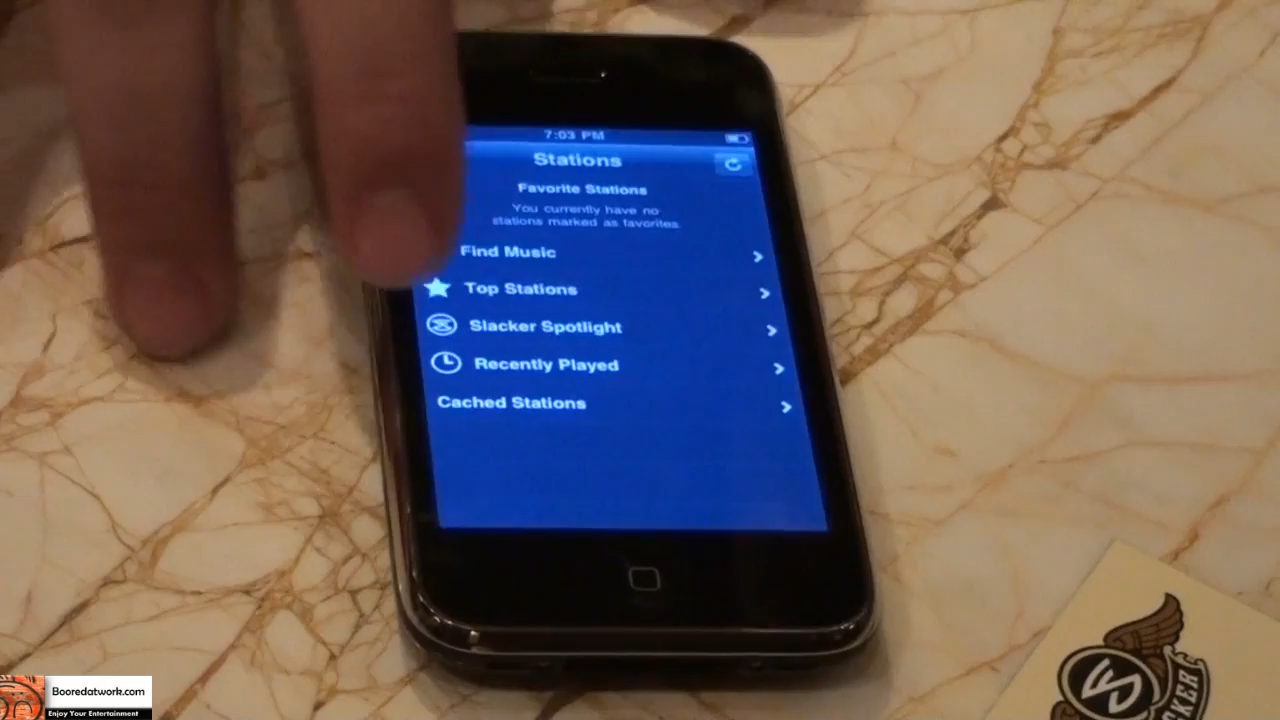 7:03 PM
Stations
Favorite Stations
You currently have no
stations marked as favorites.
Find Music
Top Stations
Slacker Spotlight
Recently Played
Cached Stations
Booredatwork.com
Enjoy Your Entertainment